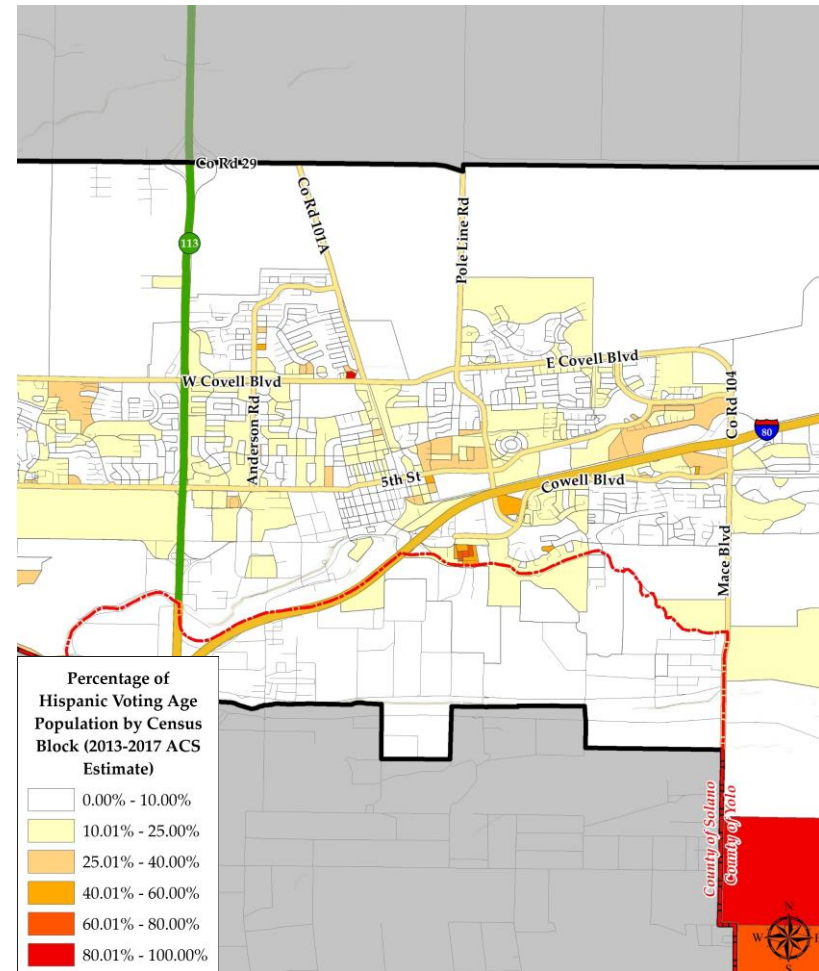 Co Rd 29
Co Rd 101A
Pole Line Rd
113
W Covell Blvd
E Covell Blvd
Anderson Rd
Co Rd 104
80
5th St
Cowell Blvd
Mace Blvd
County of Solano
County of Yolo
Percentage of
Hispanic Voting Age
Population by Census
Block (2013-2017 ACS
Estimate)
0.00% - 10.00%
10.01% - 25.00%
25.01% - 40.00%
40.01% - 60.00%
60.01% - 80.00%
80.01% - 100.00%
N
W
E
S